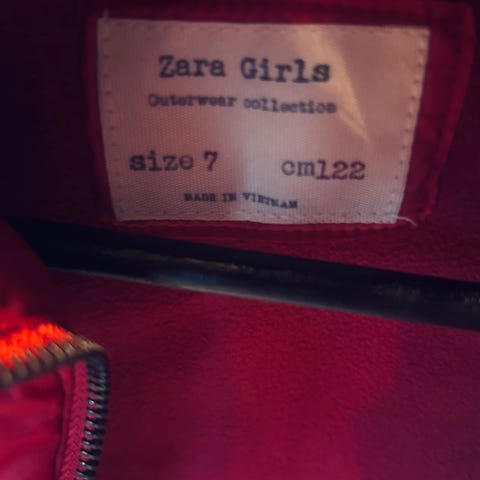 Zara Girls
Outerwear collection
size 7 cm122
MADE IN VIETNAM